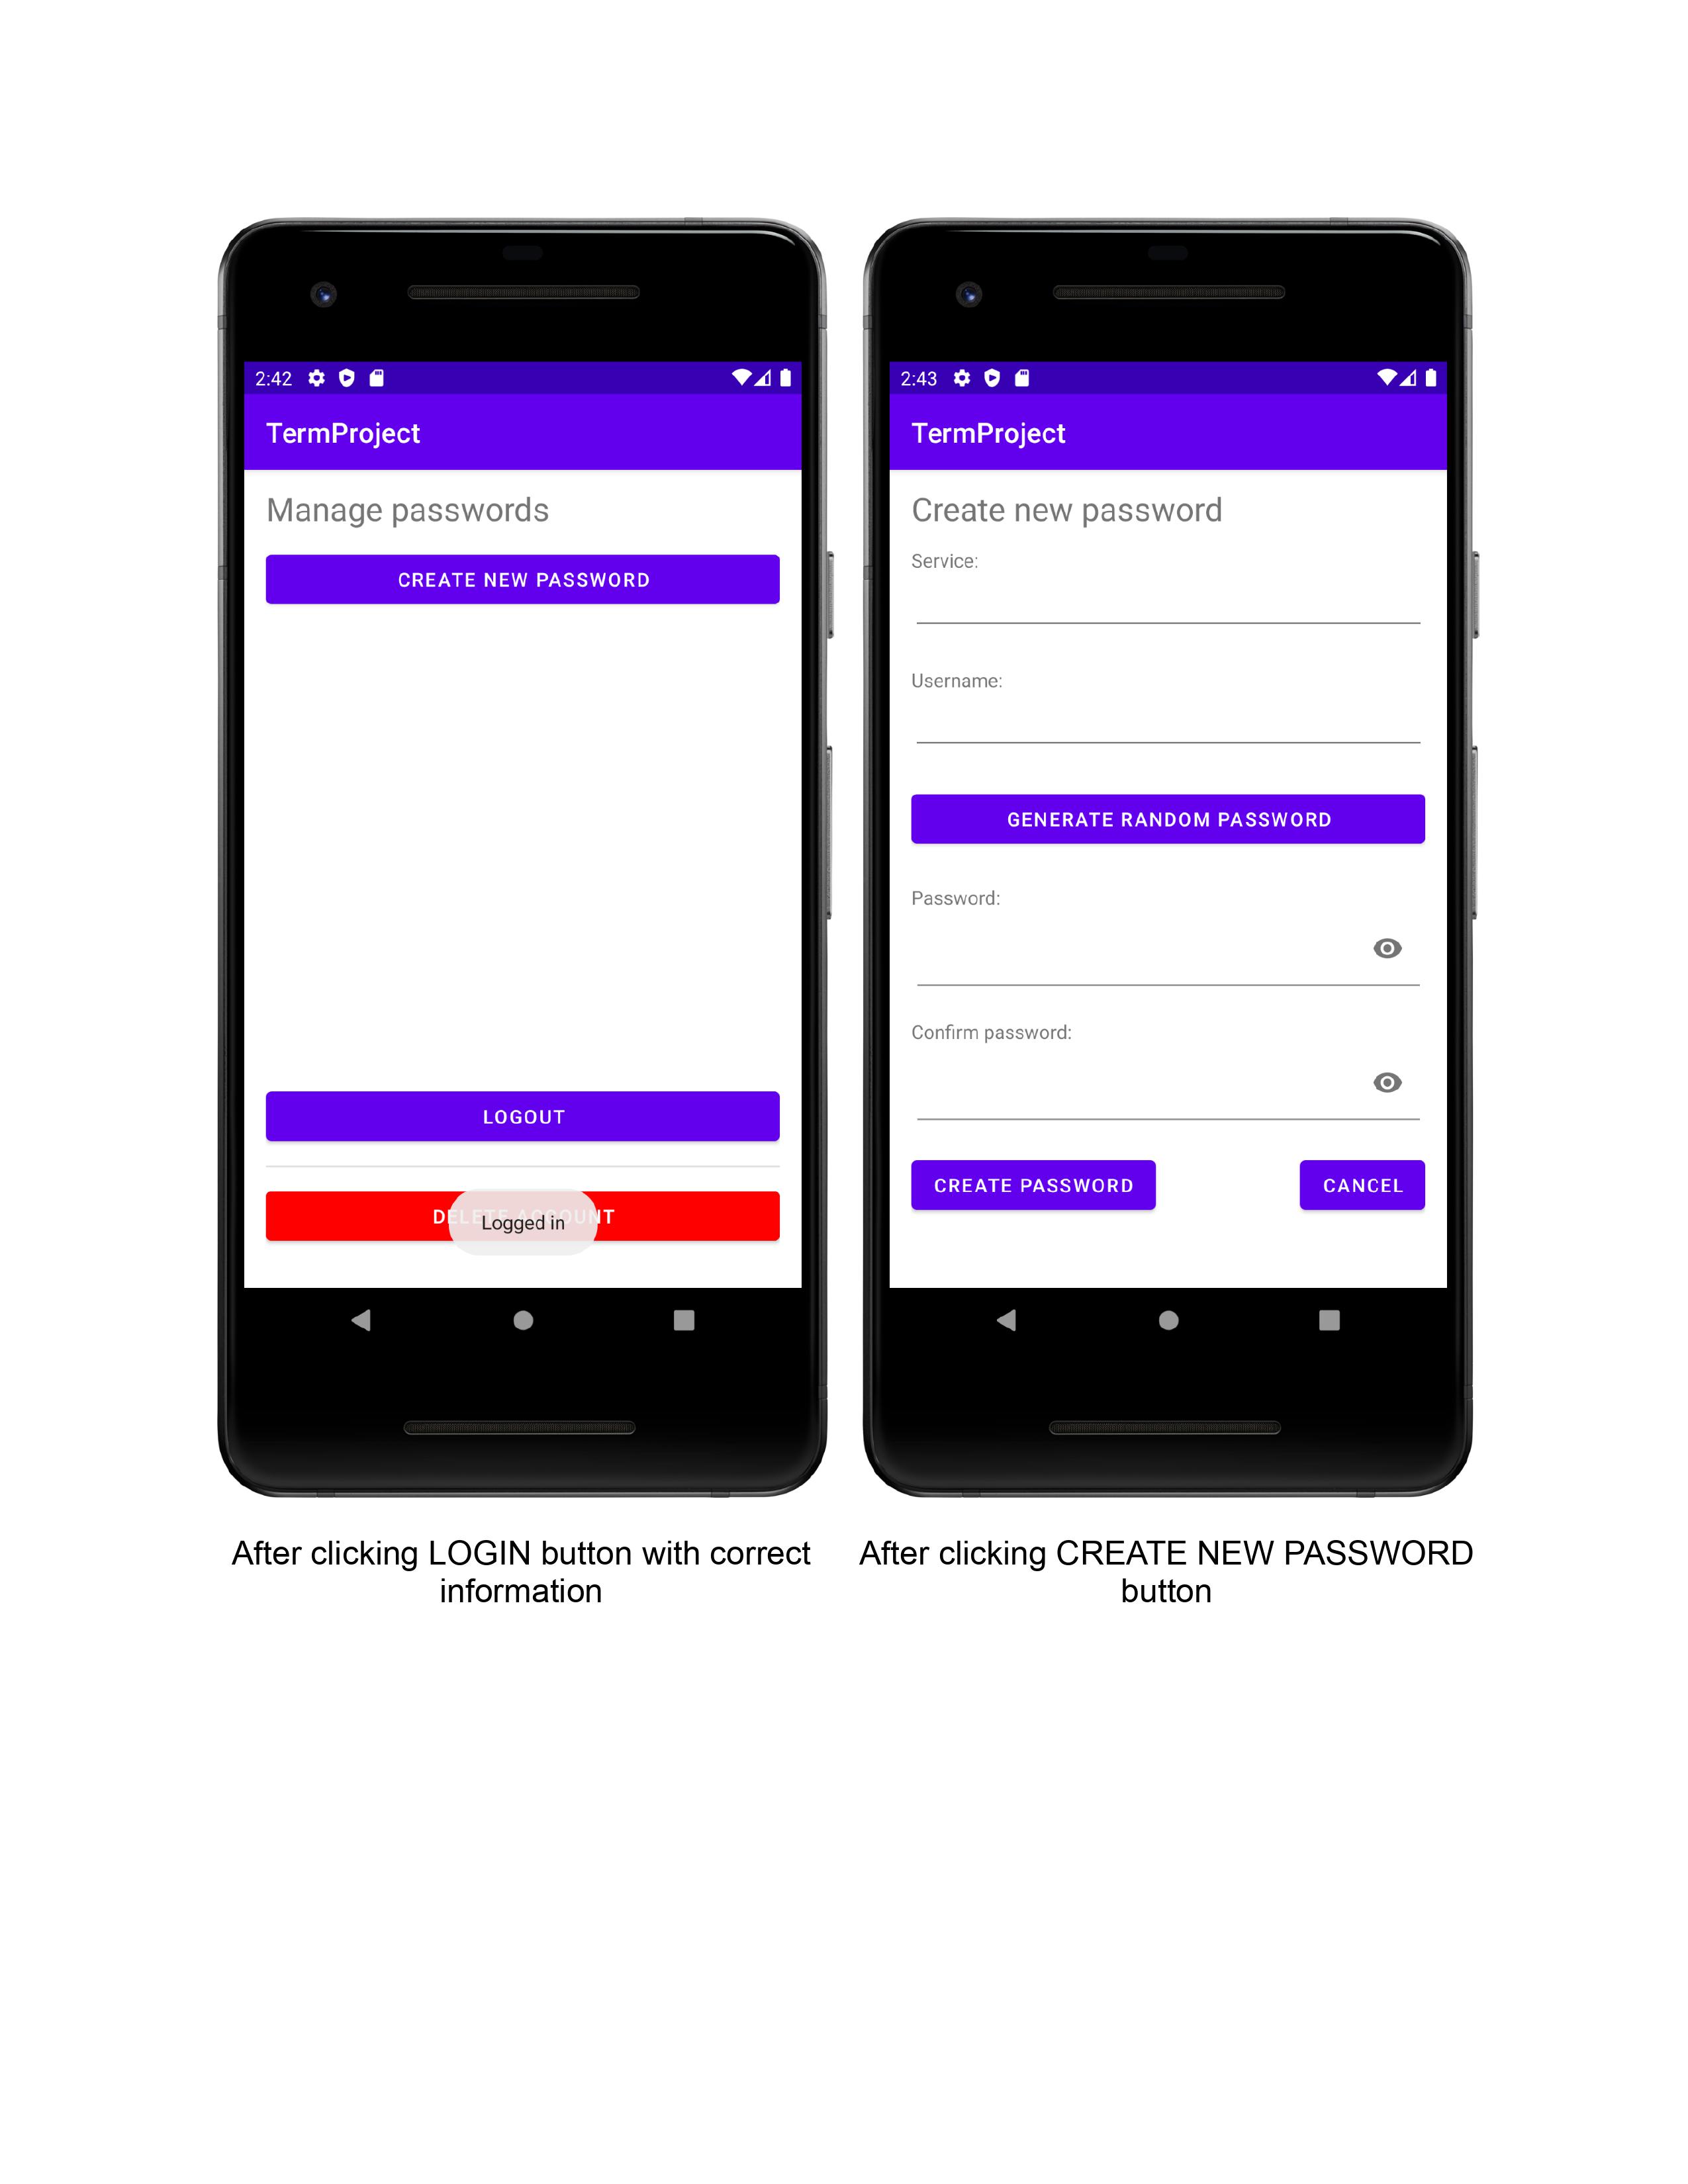 2:42
TermProject
Manage passwords
CREATE NEW PASSWORD
LOGOUT
DELETE ACCOUNT
Logged in
After clicking LOGIN button with correct
information
2:43
TermProject
Create new password
Service:
Username:
GENERATE RANDOM PASSWORD
Password:
Confirm password:
CREATE PASSWORD
CANCEL
After clicking CREATE NEW PASSWORD
button